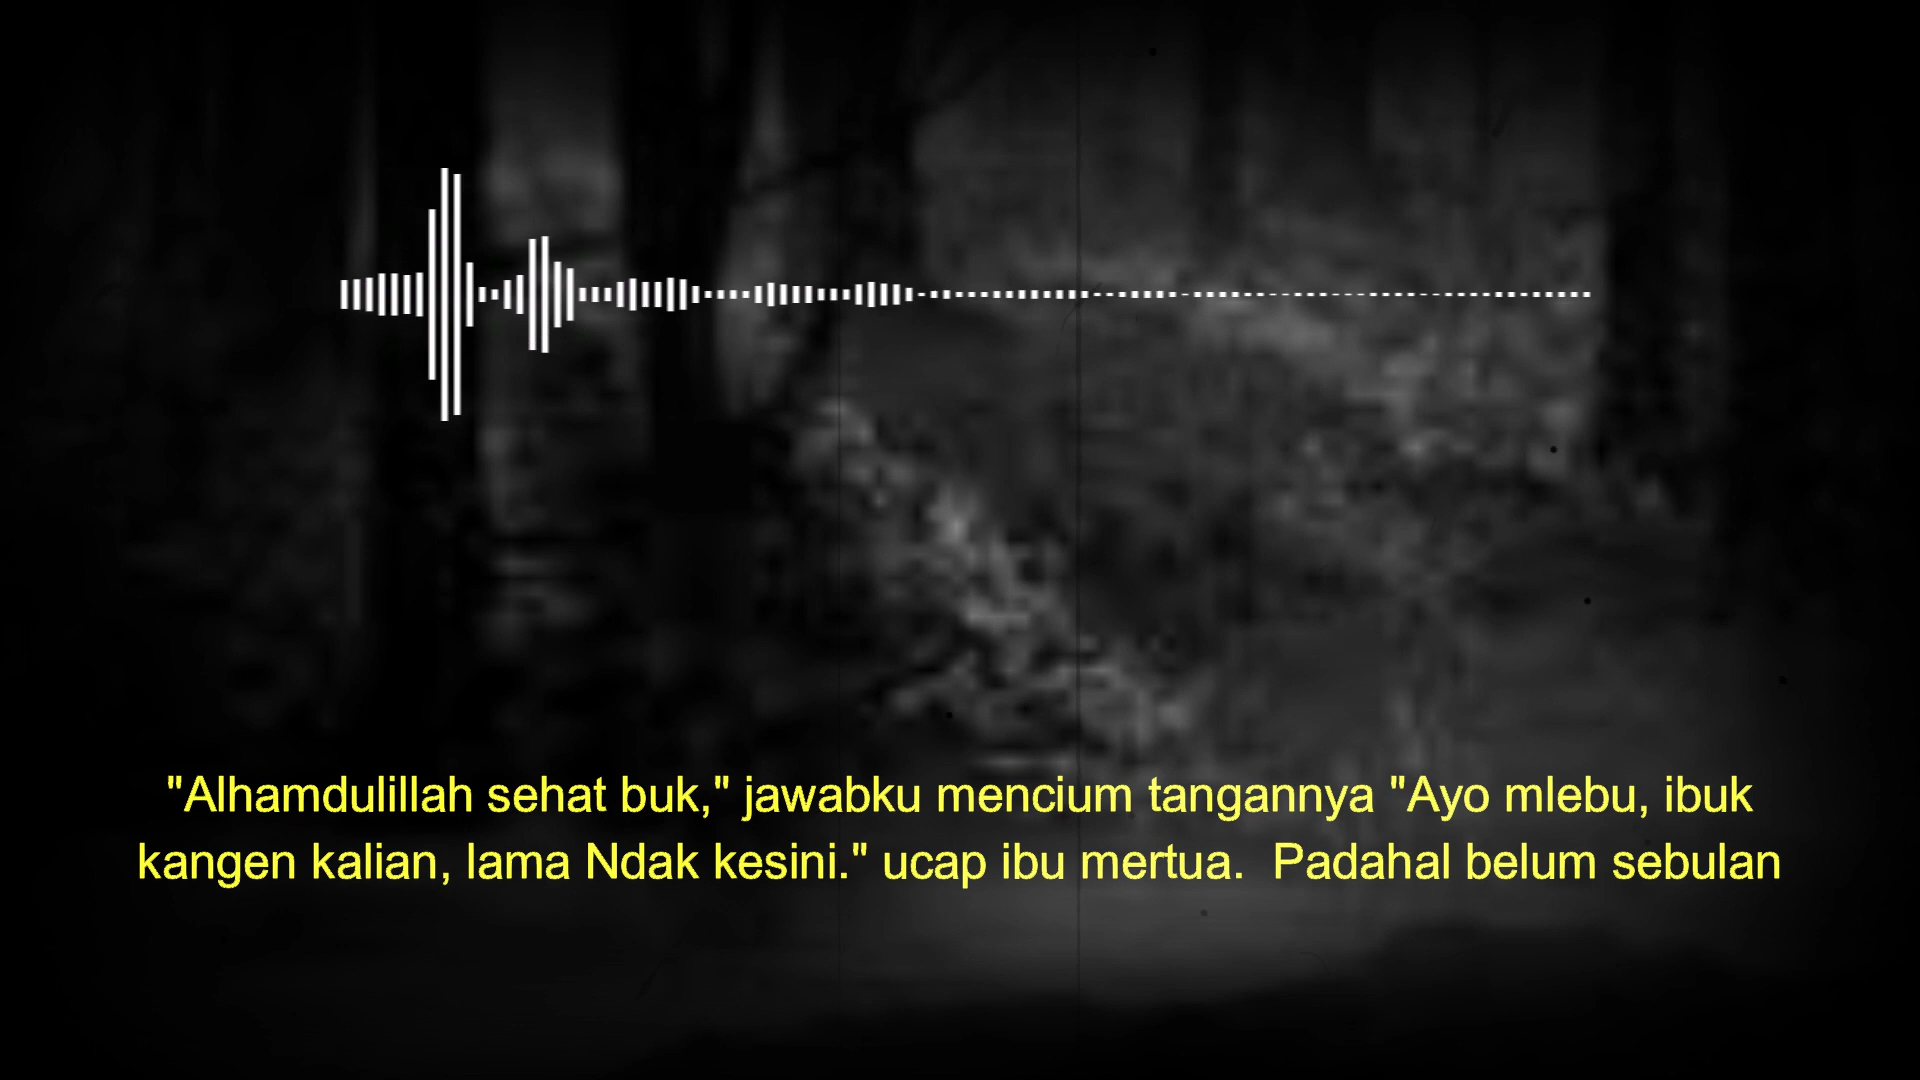 "Alhamdulillah sehat buk," jawabku mencium tangannya "Ayo mlebu, ibuk
kangen kalian, lama Ndak kesini." ucap ibu mertua.  Padahal belum sebulan